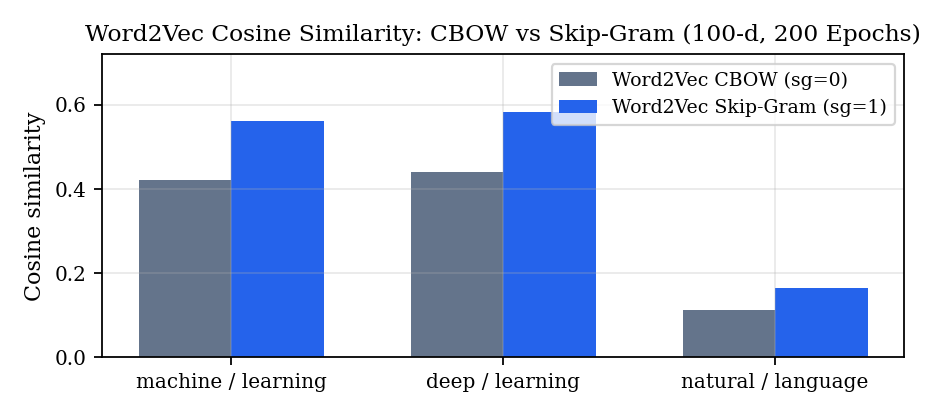 Word2Vec Cosine Similarity: CBOW vs Skip-Gram (100-d, 200 Epochs)
Word2Vec CBOW (sg=0)
Word2Vec Skip-Gram (sg=1)
Cosine similarity
0.6
0.4
0.2
0.0
machine / learning
deep / learning
natural / language